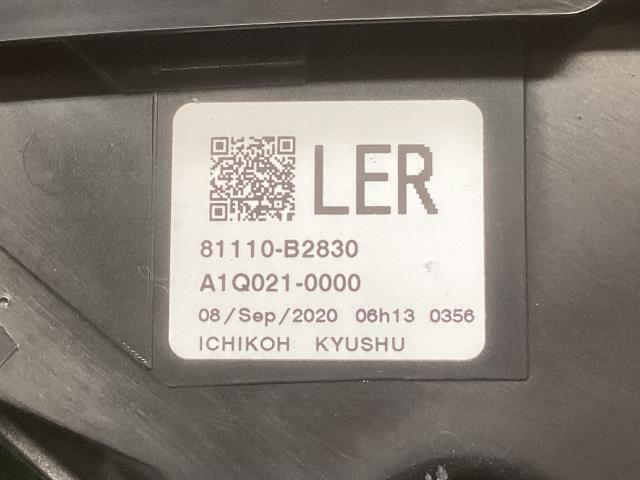 LER
81110-B2830
A1Q021-0000
08/Sep/2020 06h13 0356
ICHIKOH KYUSHU